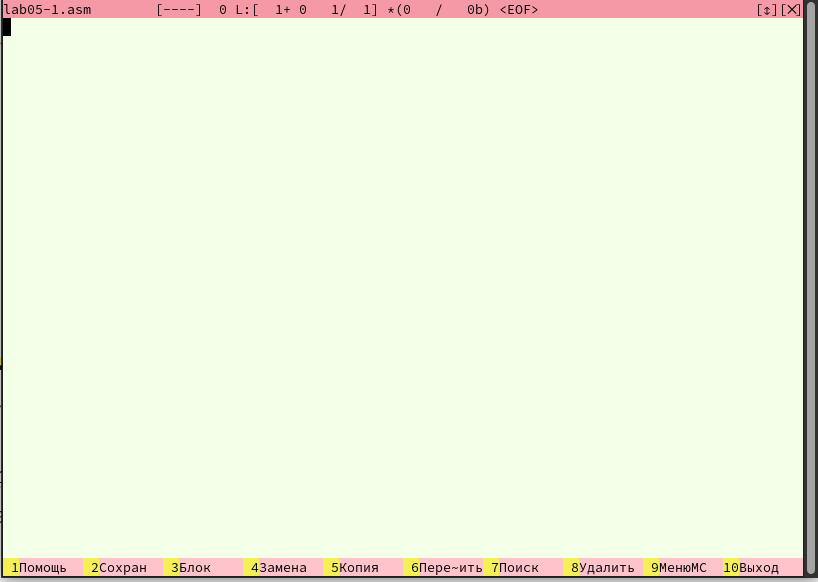 lab05-1.asm [----] 0 L:[ 1+ 0 1/ 1] *(0 / 0b) <EOF> [↕][X]
1Помощь 2Сохран 3Блок 4Замена 5Копия 6Пере~ить 7Поиск 8Удалить 9МенюMC 10Выход